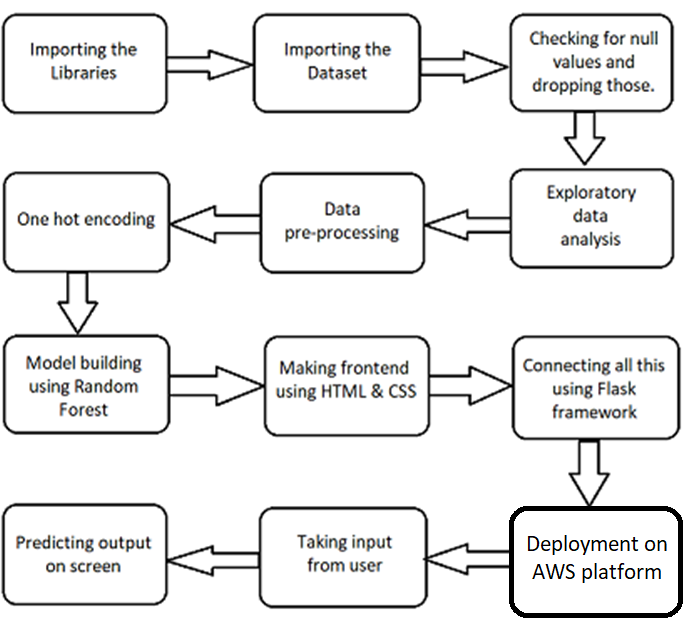 Importing the
Libraries
Importing the
Dataset
Checking for null
values and
dropping those.
Exploratory
data
analysis
Data
pre-processing
One hot encoding
Model building
using Random
Forest
Making frontend
using HTML & CSS
Connecting all this
using Flask
framework
Deployment on
AWS platform
Taking input
from user
Predicting output
on screen